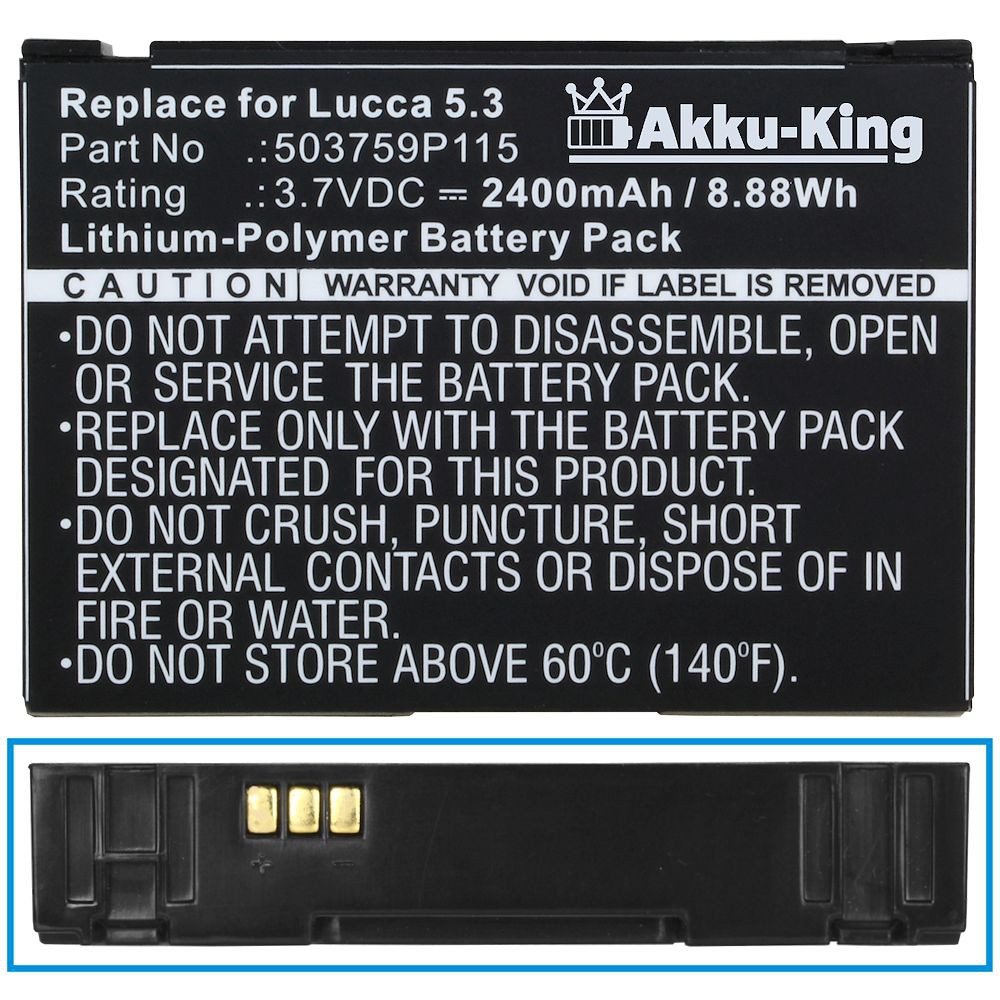 Replace for Lucca 5.3
Akku-King
Part No .:503759P115
Rating .:3.7VDC ⎓ 2400mAh / 8.88Wh
Lithium-Polymer Battery Pack
CAUTION WARRANTY VOID IF LABEL IS REMOVED
•DO NOT ATTEMPT TO DISASSEMBLE, OPEN
OR SERVICE THE BATTERY PACK.
•REPLACE ONLY WITH THE BATTERY PACK
DESIGNATED FOR THIS PRODUCT.
•DO NOT CRUSH, PUNCTURE, SHORT
EXTERNAL CONTACTS OR DISPOSE OF IN
FIRE OR WATER.
•DO NOT STORE ABOVE 60°C (140°F).
+ −